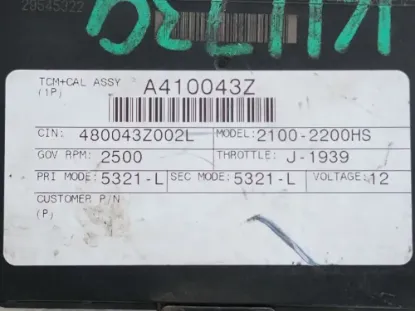 29545322
TCM+CAL ASSY A410043Z
(1P)
CIN: 480043Z002L MODEL: 2100-2200HS
GOV RPM: 2500 THROTTLE: J-1939
PRI MODE: 5321-L SEC MODE: 5321-L VOLTAGE: 12
CUSTOMER P/N
(P)